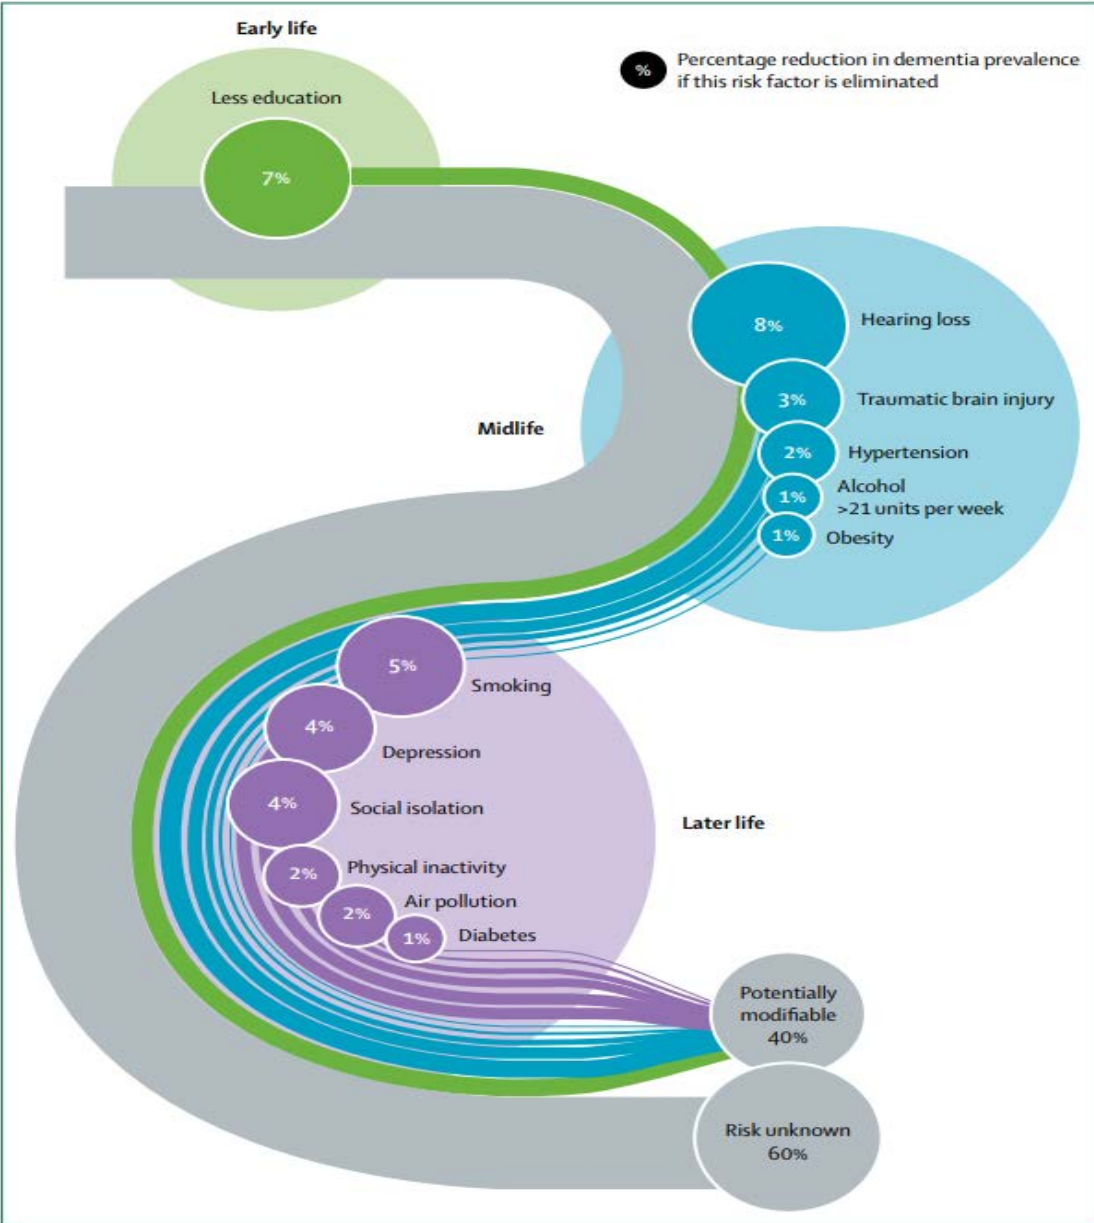 Early life
%
Percentage reduction in dementia prevalence
if this risk factor is eliminated
Less education
7%
8%
Hearing loss
3%
Traumatic brain injury
Midlife
2%
Hypertension
1%
Alcohol
>21 units per week
1%
Obesity
5%
Smoking
4%
Depression
4%
Social isolation
Later life
2%
Physical inactivity
2%
Air pollution
1%
Diabetes
Potentially
modifiable
40%
Risk unknown
60%